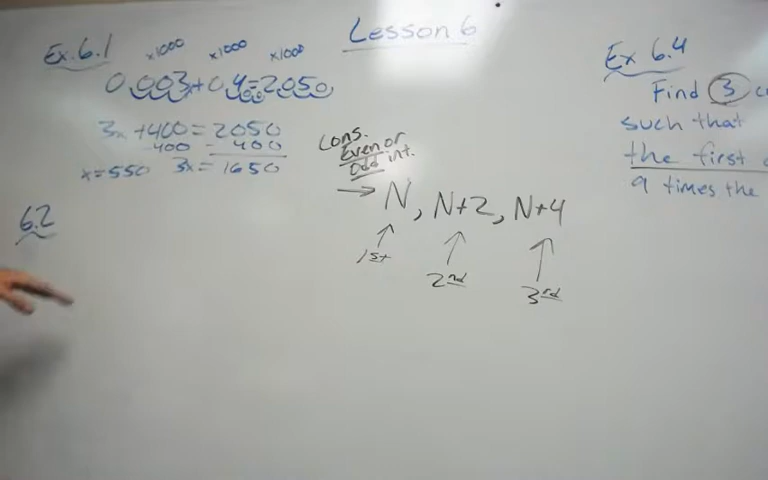 Lesson 6
Ex. 6.1
x1000 x1000 x1000
0.003x+0.4=2.050
3x+400=2050
-400 -400
x=550 3x=1650
6.2
Cons.
Even or
Odd int.
→ N, N+2, N+4
1st
2nd
3rd
Ex 6.4
Find 3
such that
the first
9 times the